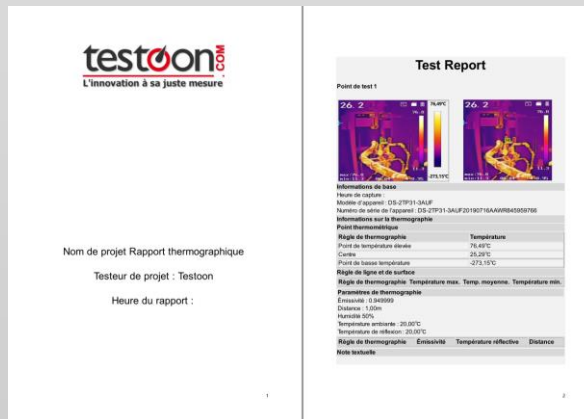 testoon.COM
L'innovation à sa juste mesure
Nom de projet Rapport thermographique
Testeur de projet : Testoon
Heure du rapport :
1
Test Report
Point de test 1
26.2
76,49°C
-273,15°C
26.2
Informations de base
Heure de capture :
Modèle d'appareil : DS-2TP31-3AUF
Numéro de série de l'appareil : DS-2TP31-3AUF20190716AAWR845959766
Informations sur la thermographie
Point thermométrique
Règle de thermographie Température
Point de température élevée 76,49°C
Centre 25,28°C
Point de basse température -273,15°C
Règle de ligne et de surface
Règle de thermographie Température max. Temp. moyenne. Température min.
Paramètres de thermographie
Émissivité : 0.949999
Distance : 1,00m
Humidité 50%
Température ambiante : 20,00°C
Température de réflexion : 20,00°C
Règle de thermographie Émissivité Température réflective Distance
Note textuelle
2